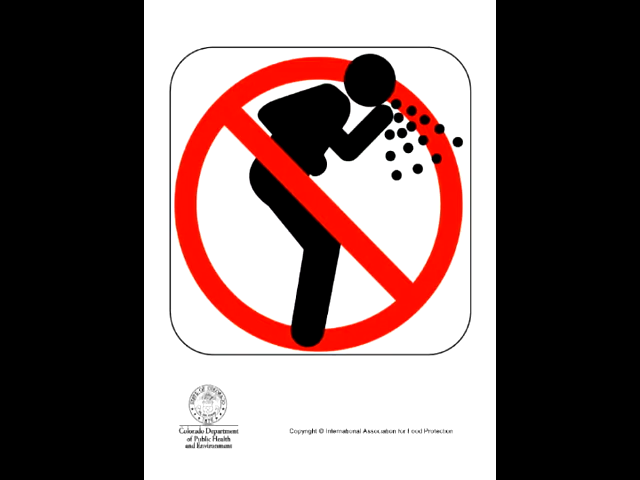 Colorado Department
of Public Health
and Environment
Copyright © International Association for Food Protection